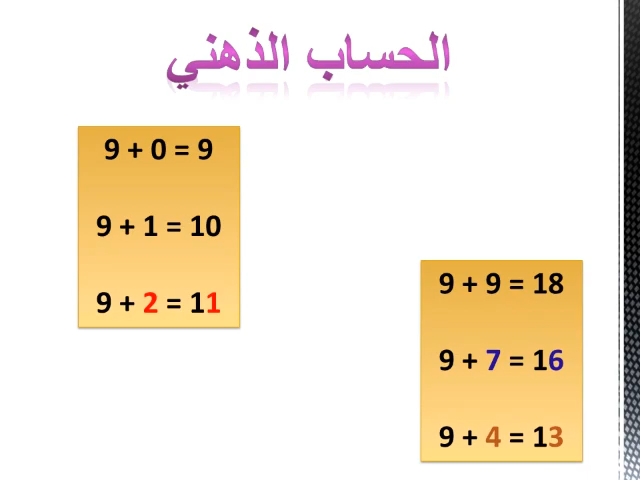 الحساب الذهني
9 + 0 = 9
9 + 1 = 10
9 + 2 = 11
9 + 9 = 18
9 + 7 = 16
9 + 4 = 13